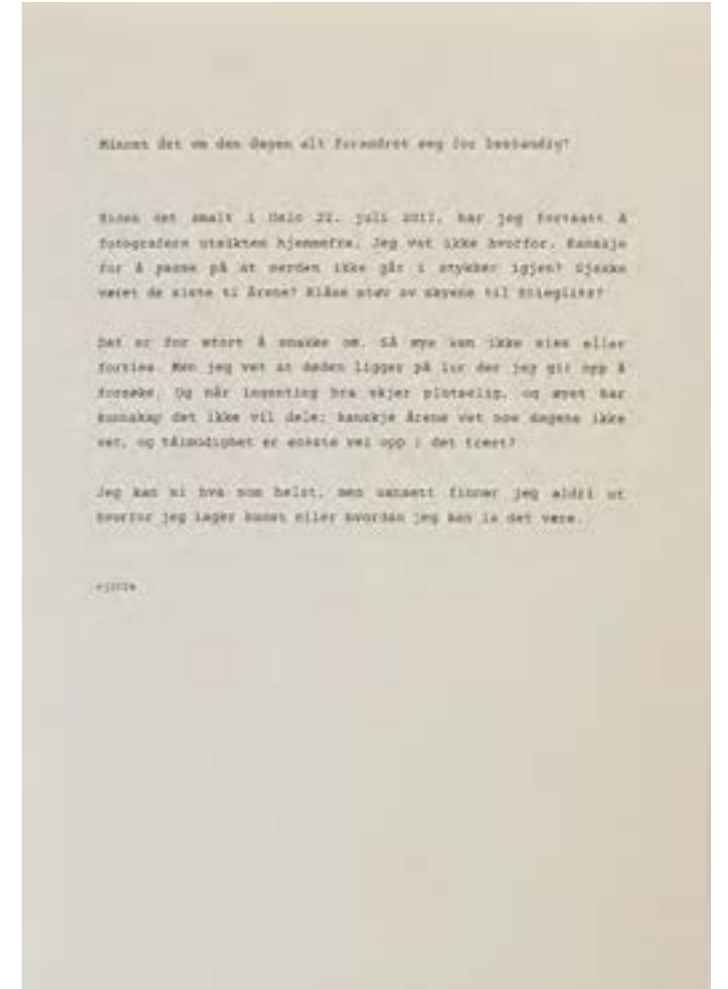 Minnet det om den dagen alt forandret seg for bestandig?
Siden det smalt i Oslo 22. juli 2011, har jeg fortsatt å
fotografere utsikten hjemmefra. Jeg vet ikke hvorfor. Kanskje
for å passe på at verden ikke går i stykker igjen? Sjekke
været de siste ti årene? Blåse støv av skyene til Stieglitz?
Det er for stort å snakke om. Så mye kan ikke sies eller
forties. Men jeg vet at døden ligger på lur der jeg gir opp å
forsøke. Og når ingenting bra skjer plutselig, og øyet har
kunnskap det ikke vil dele: kanskje årene vet noe dagene ikke
vet, og tålmodighet er eneste vei opp i det træet?
Jeg kan si hva som helst, men uansett finner jeg aldri ut
hvorfor jeg lager kunst eller hvordan jeg kan la det være.